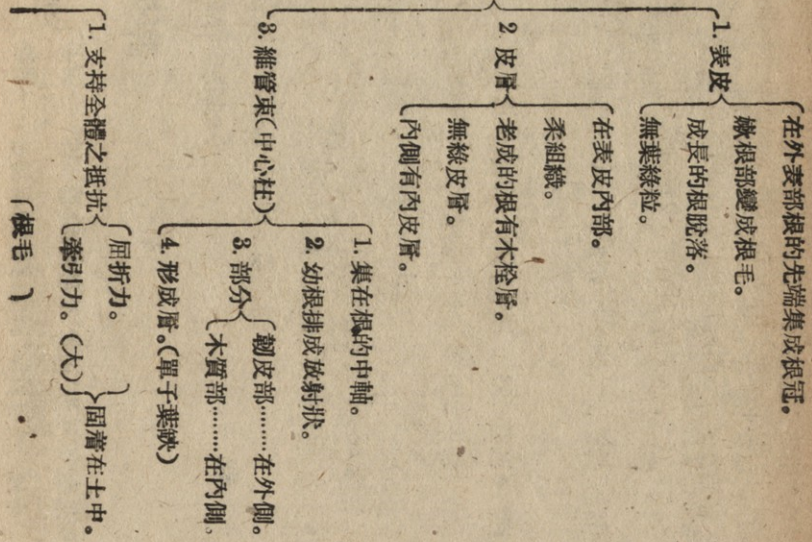 1. 表皮
在外表部根的先端集成根冠。
嫩根部變成根毛。
成長的根脫落。
無葉綠粒。
2. 皮層
在表皮內部。
柔組織。
老成的根有木栓層。
無綠皮層。
內側有內皮層。
3. 維管束(中心柱)
1. 集在根的中軸。
2. 幼根排成放射狀。
3. 部分
韌皮部……在外側。
木質部……在內側。
4. 形成層。(單子葉缺)
1. 支持全體之抵抗
屈折力。
牽引力。(大)
固着在土中。
根毛